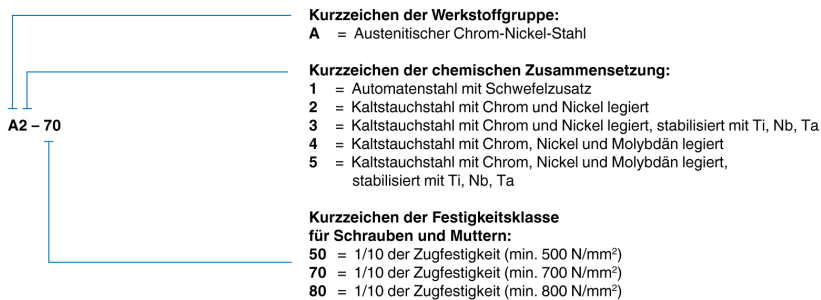 Kurzzeichen der Werkstoffgruppe:
A = Austenitischer Chrom-Nickel-Stahl
Kurzzeichen der chemischen Zusammensetzung:
1 = Automatenstahl mit Schwefelzusatz
2 = Kaltstauchstahl mit Chrom und Nickel legiert
A2 – 70
3 = Kaltstauchstahl mit Chrom und Nickel legiert, stabilisiert mit Ti, Nb, Ta
4 = Kaltstauchstahl mit Chrom, Nickel und Molybdän legiert
5 = Kaltstauchstahl mit Chrom, Nickel und Molybdän legiert,
stabilisiert mit Ti, Nb, Ta
Kurzzeichen der Festigkeitsklasse
für Schrauben und Muttern:
50 = 1/10 der Zugfestigkeit (min. 500 N/mm²)
70 = 1/10 der Zugfestigkeit (min. 700 N/mm²)
80 = 1/10 der Zugfestigkeit (min. 800 N/mm²)